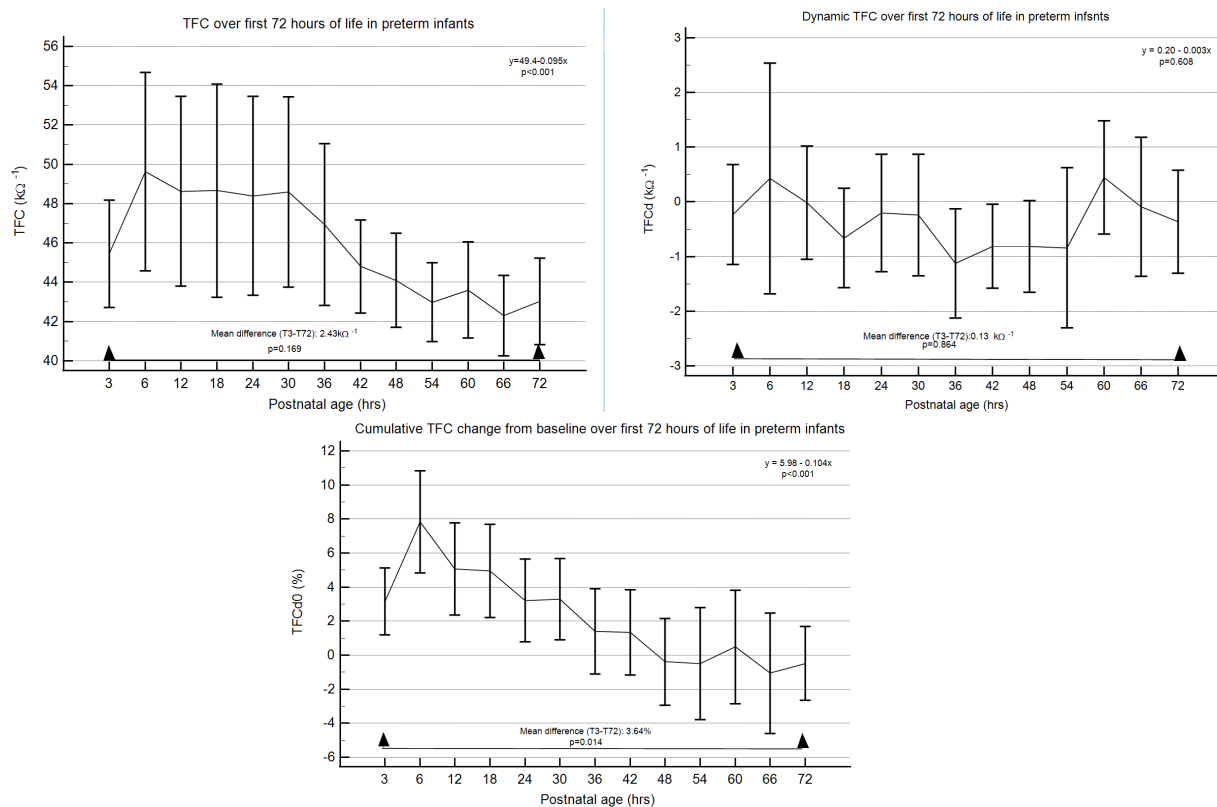 TFC over first 72 hours of life in preterm infants
y=49.4-0.095x
p<0.001
TFC (kΩ ⁻¹)
56
54
52
50
48
46
44
42
40
Mean difference (T3-T72): 2.43kΩ ⁻¹
p=0.169
3 6 12 18 24 30 36 42 48 54 60 66 72
Postnatal age (hrs)
Dynamic TFC over first 72 hours of life in preterm infsnts
y = 0.20 - 0.003x
p=0.608
TFCd (kΩ ⁻¹)
3
2
1
0
-1
-2
-3
Mean difference (T3-T72):0.13 kΩ ⁻¹
p=0.864
3 6 12 18 24 30 36 42 48 54 60 66 72
Postnatal age (hrs)
Cumulative TFC change from baseline over first 72 hours of life in preterm infants
y = 5.98 - 0.104x
p<0.001
TFCd0 (%)
12
10
8
6
4
2
0
-2
-4
-6
Mean difference (T3-T72): 3.64%
p=0.014
3 6 12 18 24 30 36 42 48 54 60 66 72
Postnatal age (hrs)